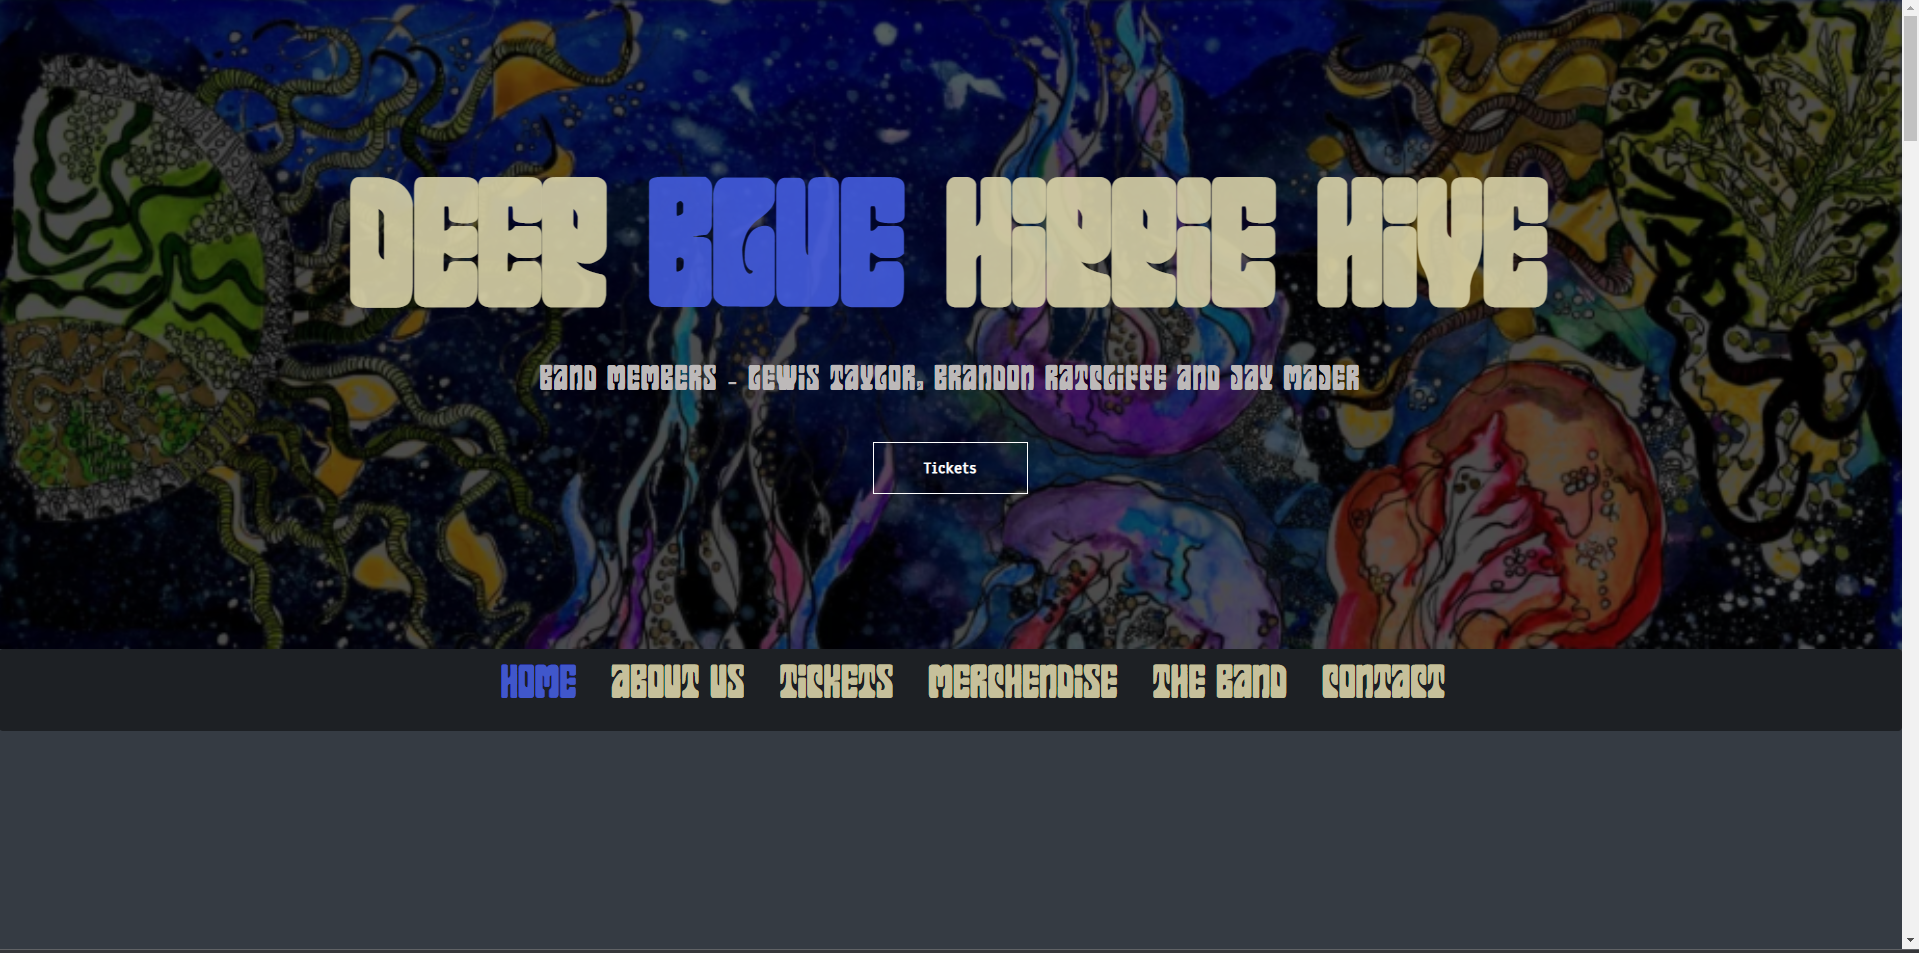 DEEP BLUE HiPPiE HiVE
BAND MEMBERS - LEWiS TAYLOR, BRANDON RATCLiFFE AND JAY MAJER
Tickets
HOME ABOUT US TiCKETS MERCHENDiSE THE BAND CONTACT